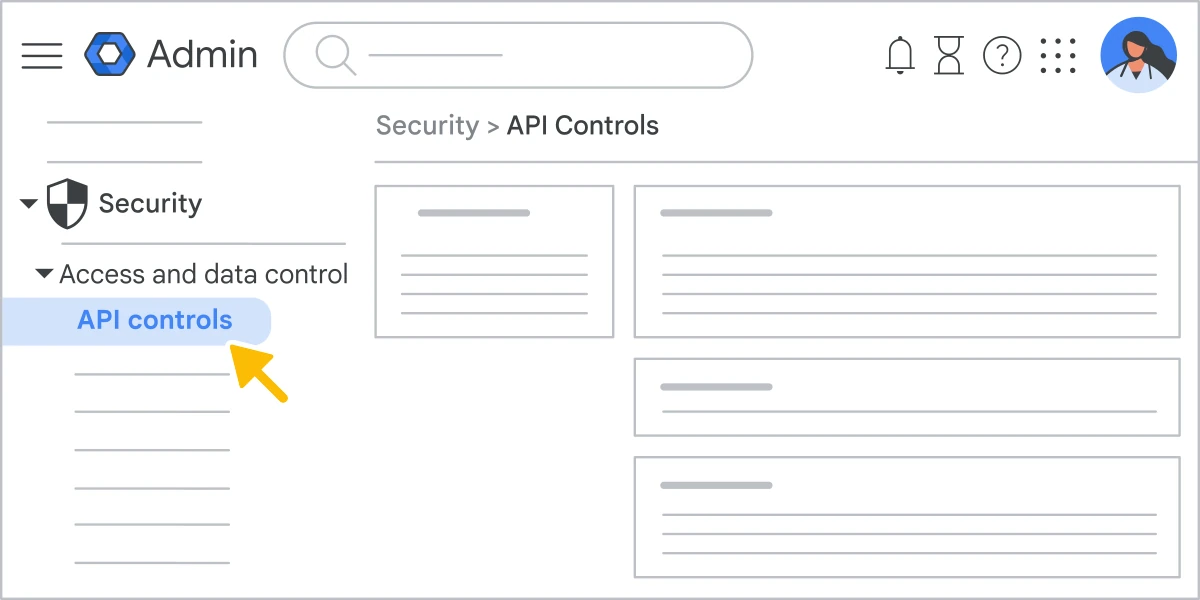 Admin
?
Security > API Controls
Security
Access and data control
API controls